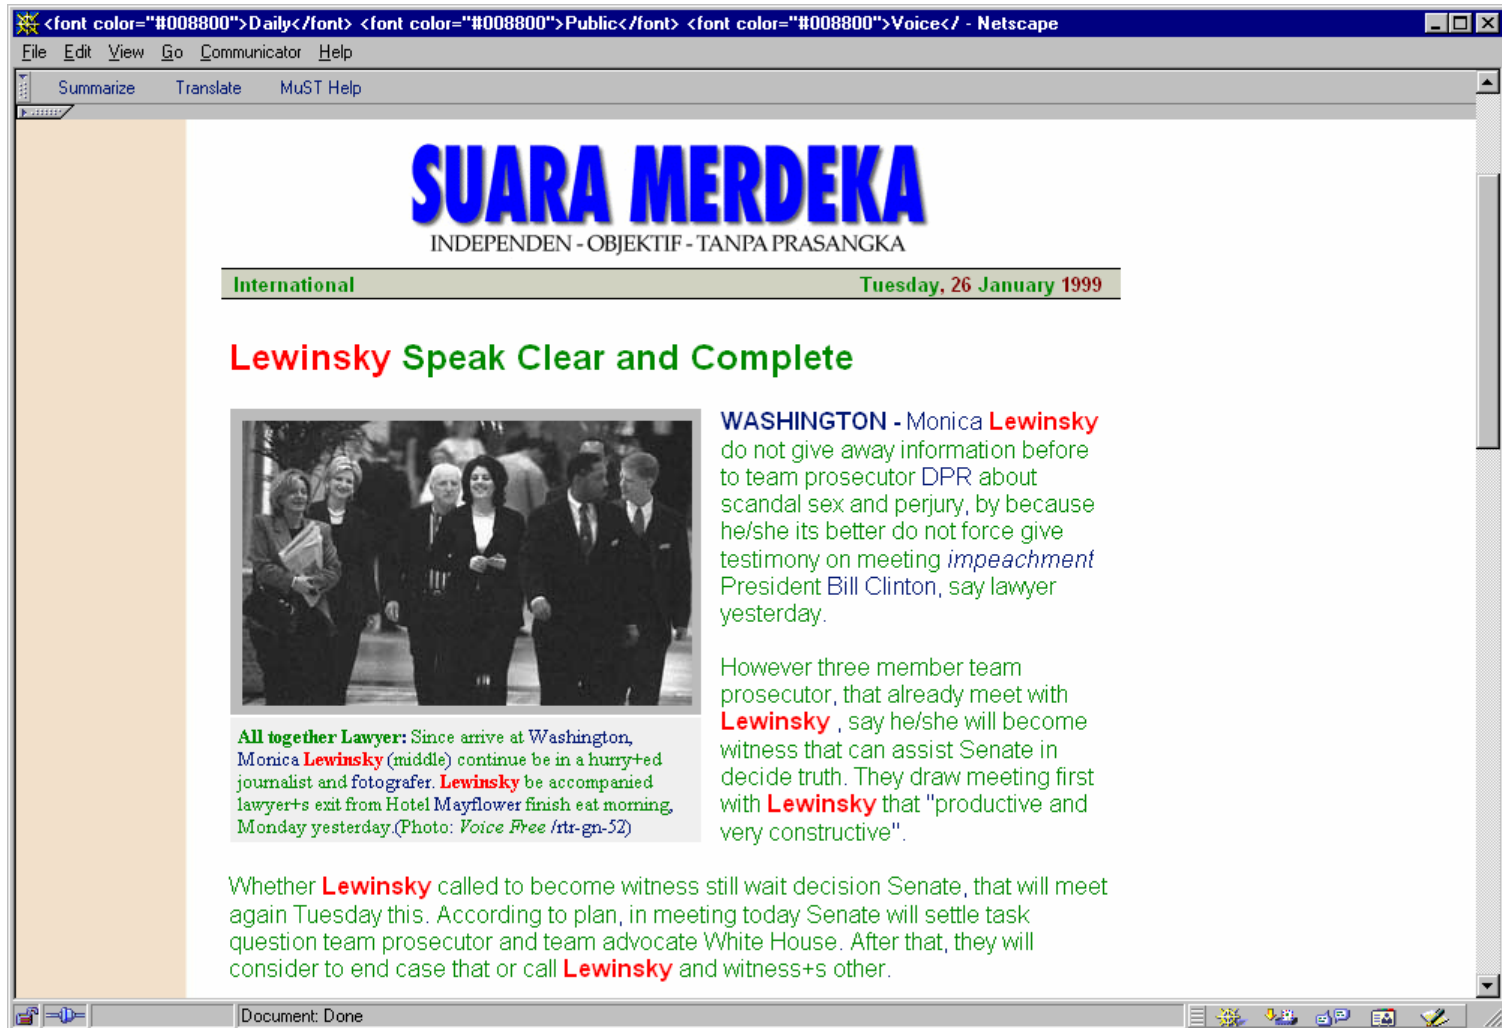 <font color="#008800">Daily</font> <font color="#008800">Public</font> <font color="#008800">Voice</ - Netscape
File Edit View Go Communicator Help
Summarize Translate MuST Help
SUARA MERDEKA
INDEPENDEN - OBJEKTIF - TANPA PRASANGKA
International Tuesday, 26 January 1999
Lewinsky Speak Clear and Complete
WASHINGTON - Monica Lewinsky
do not give away information before
to team prosecutor DPR about
scandal sex and perjury, by because
he/she its better do not force give
testimony on meeting impeachment
President Bill Clinton, say lawyer
yesterday.
However three member team
prosecutor, that already meet with
Lewinsky , say he/she will become
witness that can assist Senate in
decide truth. They draw meeting first
with Lewinsky that "productive and
very constructive".
All together Lawyer: Since arrive at Washington,
Monica Lewinsky (middle) continue be in a hurry+ed
journalist and fotografer. Lewinsky be accompanied
lawyer+s exit from Hotel Mayflower finish eat morning,
Monday yesterday.(Photo: Voice Free /rtr-gn-52)
Whether Lewinsky called to become witness still wait decision Senate, that will meet
again Tuesday this. According to plan, in meeting today Senate will settle task
question team prosecutor and team advocate White House. After that, they will
consider to end case that or call Lewinsky and witness+s other.
Document: Done